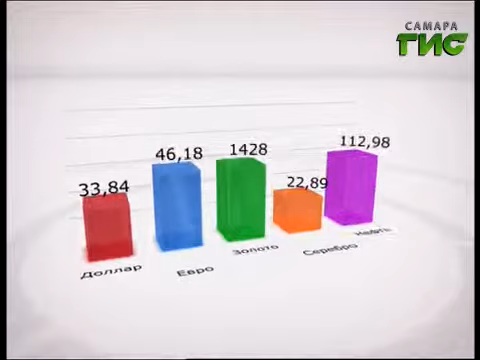 САМАРА
ГИС
33,84
46,18
1428
22,89
112,98
Доллар
Евро
Золото
Серебро
Нефть